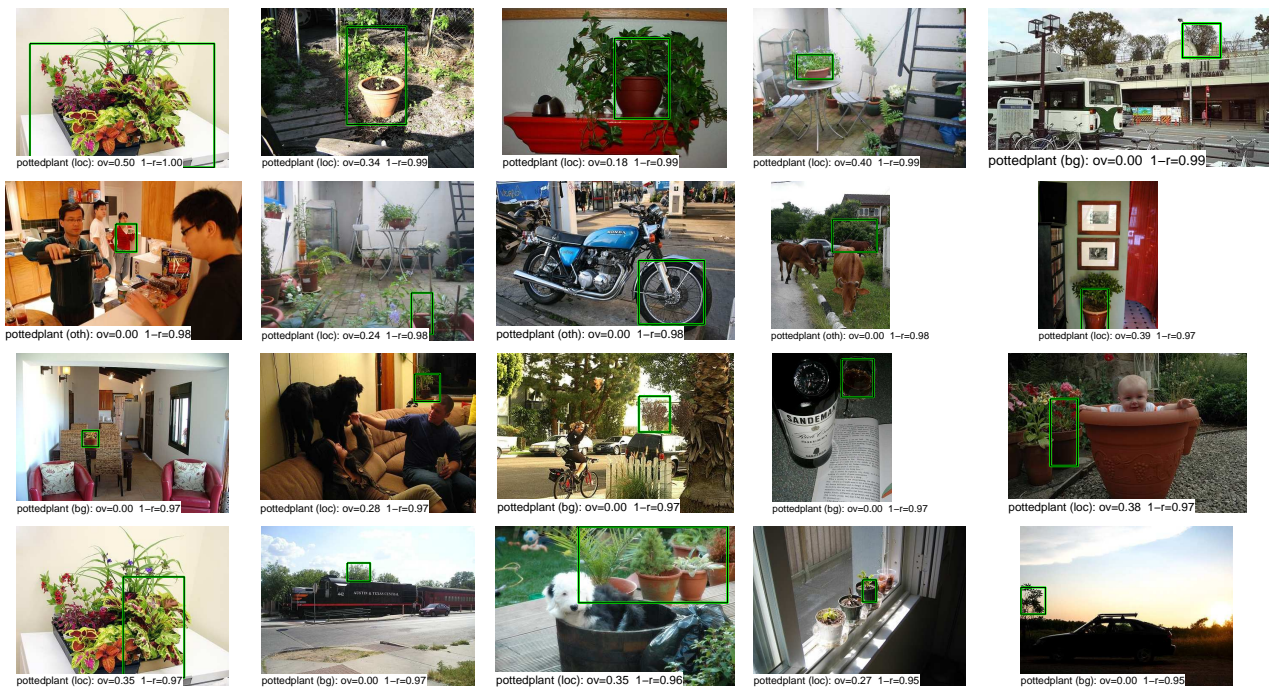 pottedplant (loc): ov=0.50 1−r=1.00
pottedplant (loc): ov=0.34 1−r=0.99
pottedplant (loc): ov=0.18 1−r=0.99
pottedplant (loc): ov=0.40 1−r=0.99
pottedplant (bg): ov=0.00 1−r=0.99
pottedplant (oth): ov=0.00 1−r=0.98
pottedplant (loc): ov=0.24 1−r=0.98
HONDA
pottedplant (oth): ov=0.00 1−r=0.98
pottedplant (oth): ov=0.00 1−r=0.98
pottedplant (loc): ov=0.39 1−r=0.97
pottedplant (bg): ov=0.00 1−r=0.97
pottedplant (loc): ov=0.28 1−r=0.97
pottedplant (bg): ov=0.00 1−r=0.97
SANDEMAN
pottedplant (bg): ov=0.00 1−r=0.97
pottedplant (loc): ov=0.38 1−r=0.97
pottedplant (loc): ov=0.35 1−r=0.97
AUSTIN & TEXAS CENTRAL
pottedplant (bg): ov=0.00 1−r=0.97
pottedplant (loc): ov=0.35 1−r=0.96
pottedplant (loc): ov=0.27 1−r=0.95
pottedplant (bg): ov=0.00 1−r=0.95